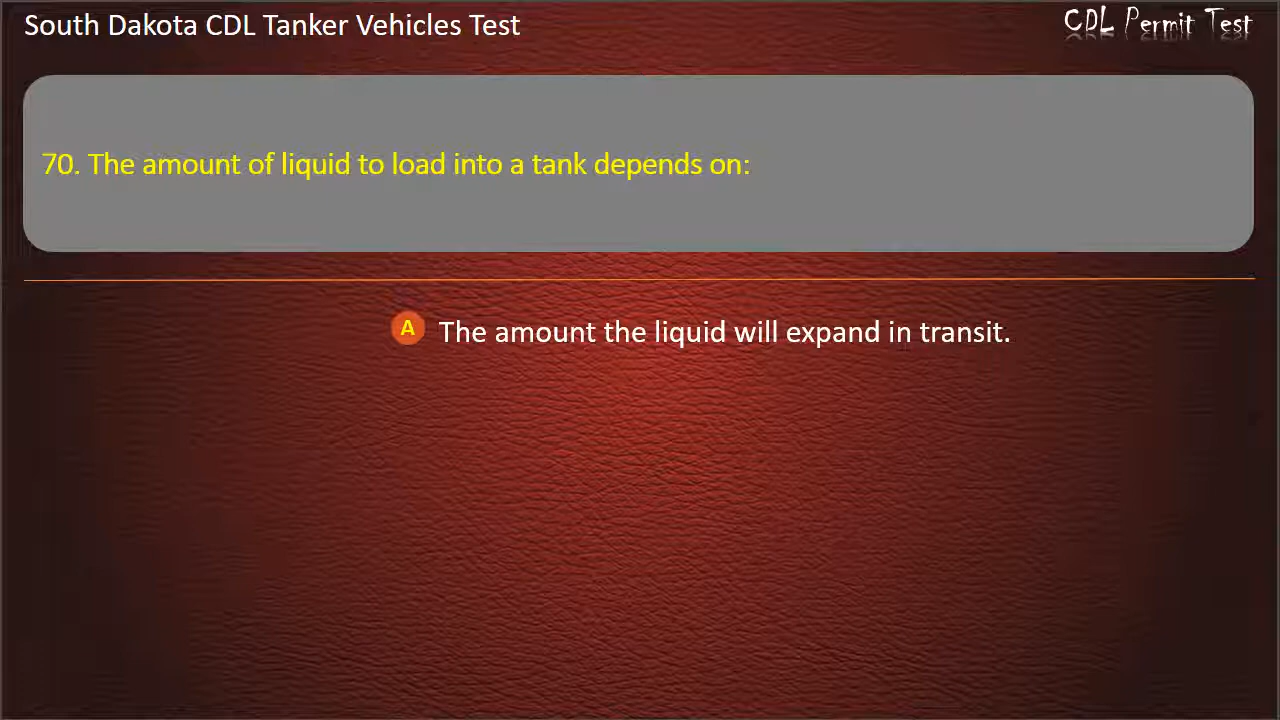 South Dakota CDL Tanker Vehicles Test
CDL Permit Test
70. The amount of liquid to load into a tank depends on:
A The amount the liquid will expand in transit.